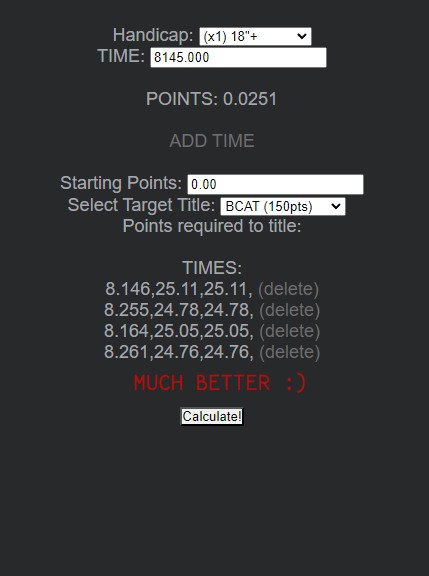 Handicap: (x1) 18"+
TIME: 8145.000
POINTS: 0.0251
ADD TIME
Starting Points: 0.00
Select Target Title: BCAT (150pts)
Points required to title:
TIMES:
8.146,25.11,25.11, (delete)
8.255,24.78,24.78, (delete)
8.164,25.05,25.05, (delete)
8.261,24.76,24.76, (delete)
MUCH BETTER :)
Calculate!